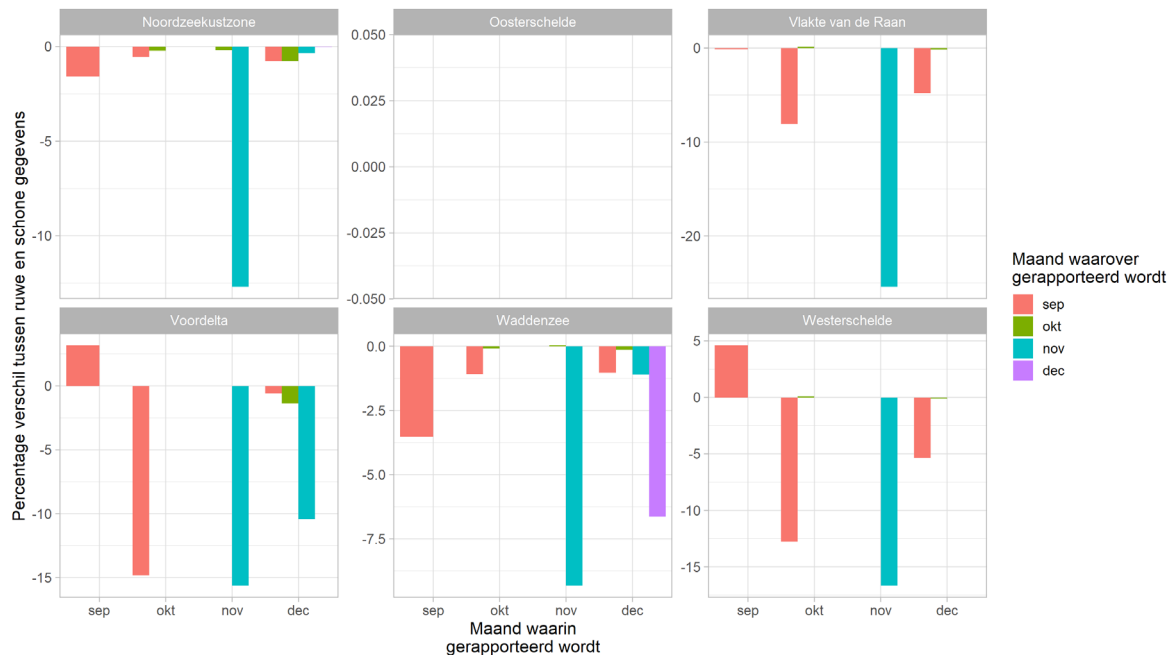 Noordzeekustzone
Oosterschelde
Vlakte van de Raan
0
-5
-10
0.050
0.025
0.000
-0.025
-0.050
0
-10
-20
Percentage verschil tussen ruwe en schone gegevens
Voordelta
Waddenzee
Westerschelde
0
-5
-10
-15
0.0
-2.5
-5.0
-7.5
5
0
-5
-10
-15
sep okt nov dec
sep okt nov dec
sep okt nov dec
Maand waarin
gerapporteerd wordt
Maand waarover
gerapporteerd wordt
sep
okt
nov
dec